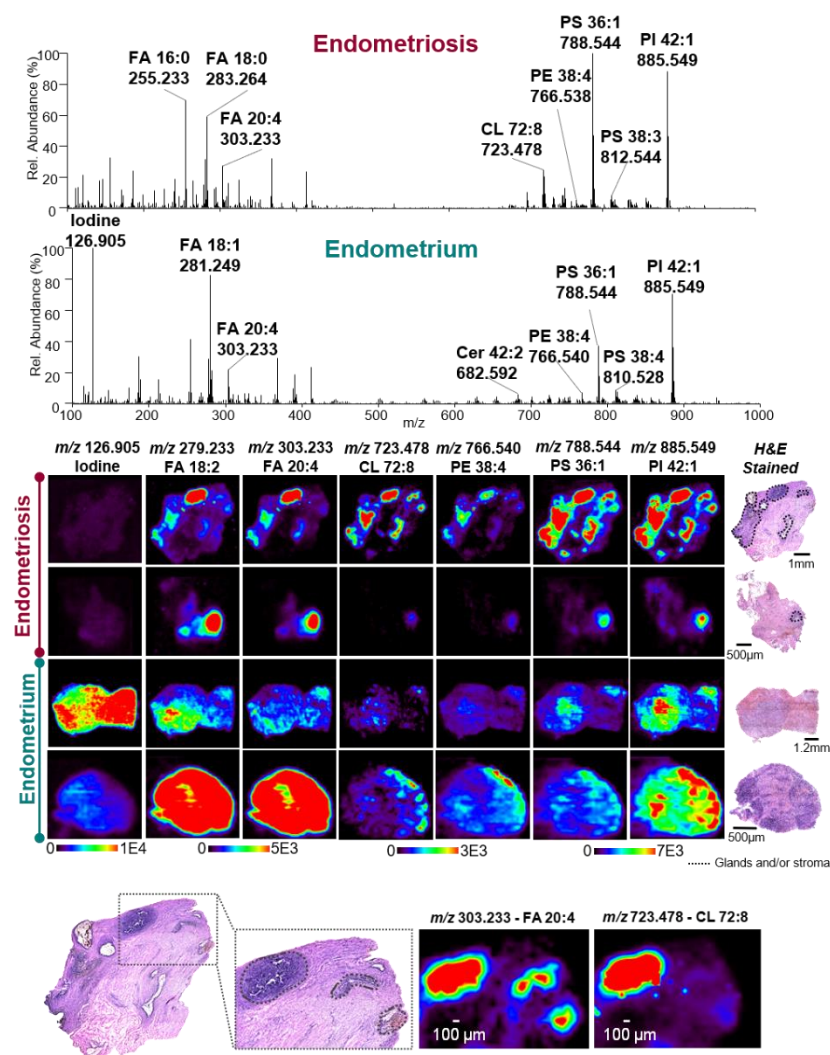 Endometriosis
Rel. Abundance (%)
100
80
60
40
20
0
FA 16:0
255.233
FA 18:0
283.264
FA 20:4
303.233
CL 72:8
723.478
PE 38:4
766.538
PS 36:1
788.544
PS 38:3
812.544
PI 42:1
885.549
Endometrium
Rel. Abundance (%)
100
80
60
40
20
0
Iodine
126.905
FA 18:1
281.249
FA 20:4
303.233
Cer 42:2
682.592
PE 38:4
766.540
PS 36:1
788.544
PS 38:4
810.528
PI 42:1
885.549
100 200 300 400 500 600 700 800 900 1000
m/z
m/z 126.905 m/z 279.233 m/z 303.233 m/z 723.478 m/z 766.540 m/z 788.544 m/z 885.549 H&E
Iodine FA 18:2 FA 20:4 CL 72:8 PE 38:4 PS 36:1 PI 42:1 Stained
Endometriosis
1mm
500µm
Endometrium
1.2mm
500µm
0 1E4 0 5E3 0 3E3 0 7E3
Glands and/or stroma
m/z 303.233 - FA 20:4 m/z 723.478 - CL 72:8
100 µm 100 µm